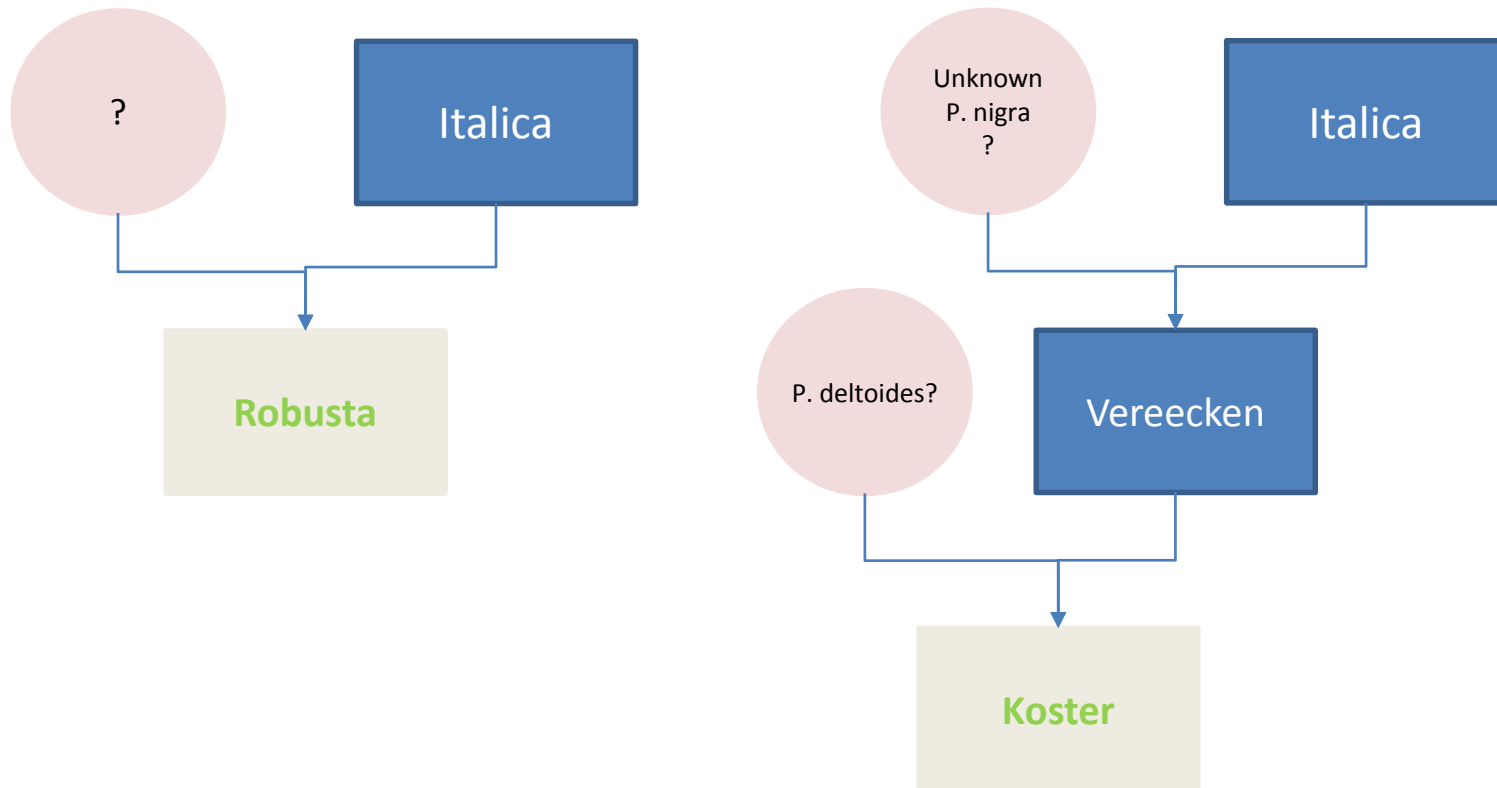 ?
Italica
Robusta
Unknown
P. nigra
?
Italica
P. deltoides?
Vereecken
Koster